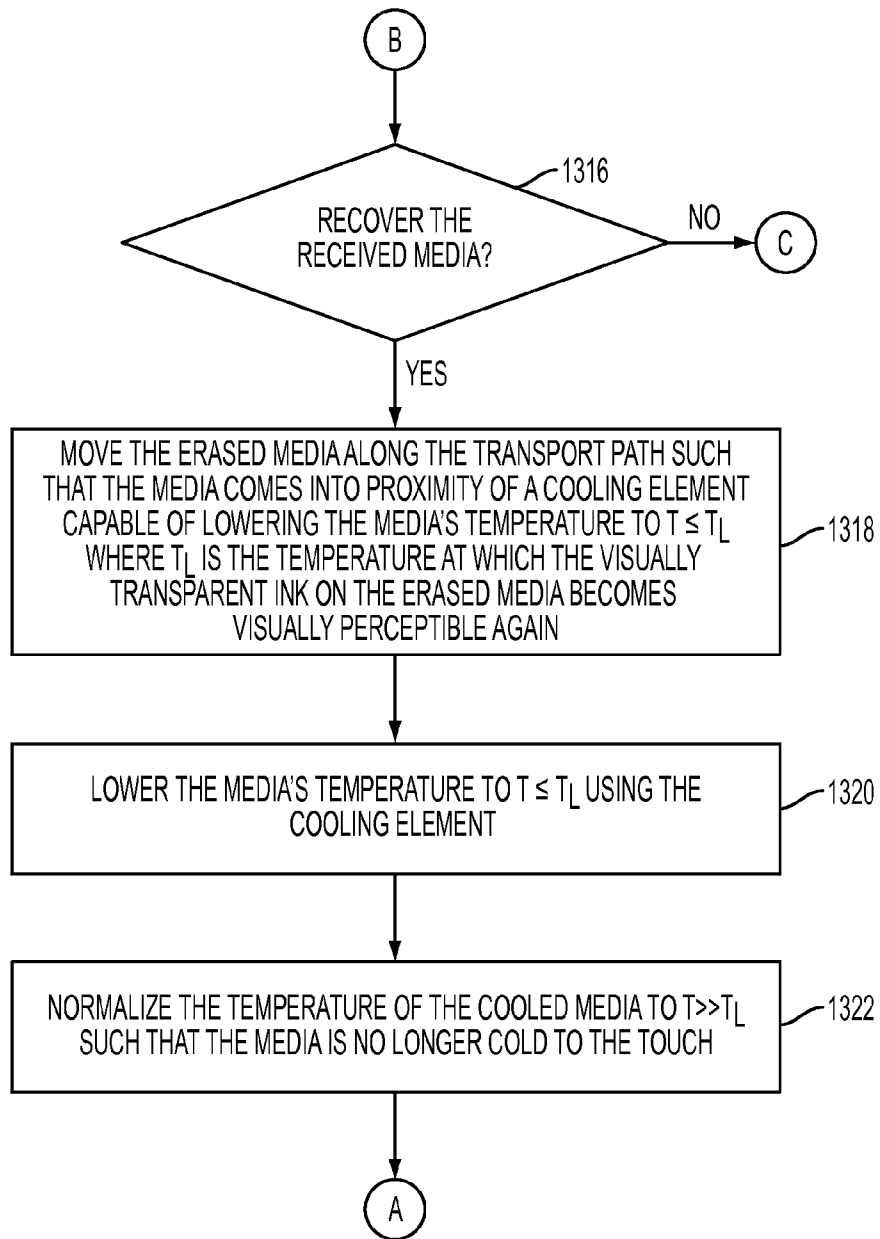 B
1316
RECOVER THE
RECEIVED MEDIA?
NO
C
YES
MOVE THE ERASED MEDIA ALONG THE TRANSPORT PATH SUCH
THAT THE MEDIA COMES INTO PROXIMITY OF A COOLING ELEMENT
CAPABLE OF LOWERING THE MEDIA'S TEMPERATURE TO T ≤ TL
WHERE TL IS THE TEMPERATURE AT WHICH THE VISUALLY
TRANSPARENT INK ON THE ERASED MEDIA BECOMES
VISUALLY PERCEPTIBLE AGAIN
1318
LOWER THE MEDIA'S TEMPERATURE TO T ≤ TL USING THE
COOLING ELEMENT
1320
NORMALIZE THE TEMPERATURE OF THE COOLED MEDIA TO T>>TL
SUCH THAT THE MEDIA IS NO LONGER COLD TO THE TOUCH
1322
A